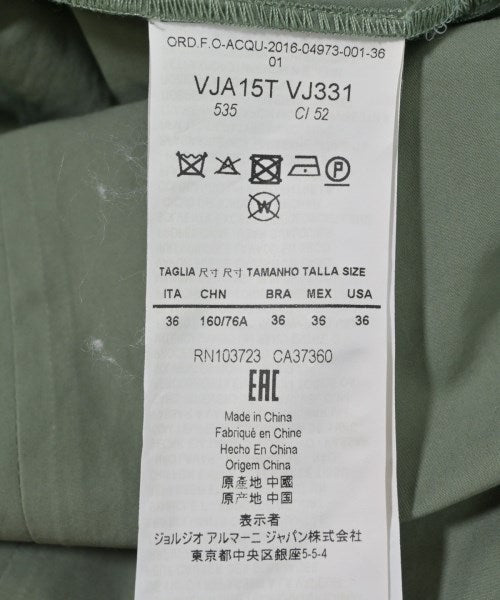 ORD.F.O-ACQU-2016-04973-001-36
01
VJA15T VJ331
535 CI 52
P
W
TAGLIA 尺寸 尺寸 TAMANHO TALLA SIZE
ITA CHN BRA MEX USA
36 160/76A 36 36 36
RN103723 CA37360
EAC
Made in China
Fabriqué en Chine
Hecho En China
Origem China
原產地 中國
原产地 中国
表示者
ジョルジオ アルマーニ ジャパン株式会社
東京都中央区銀座5-5-4